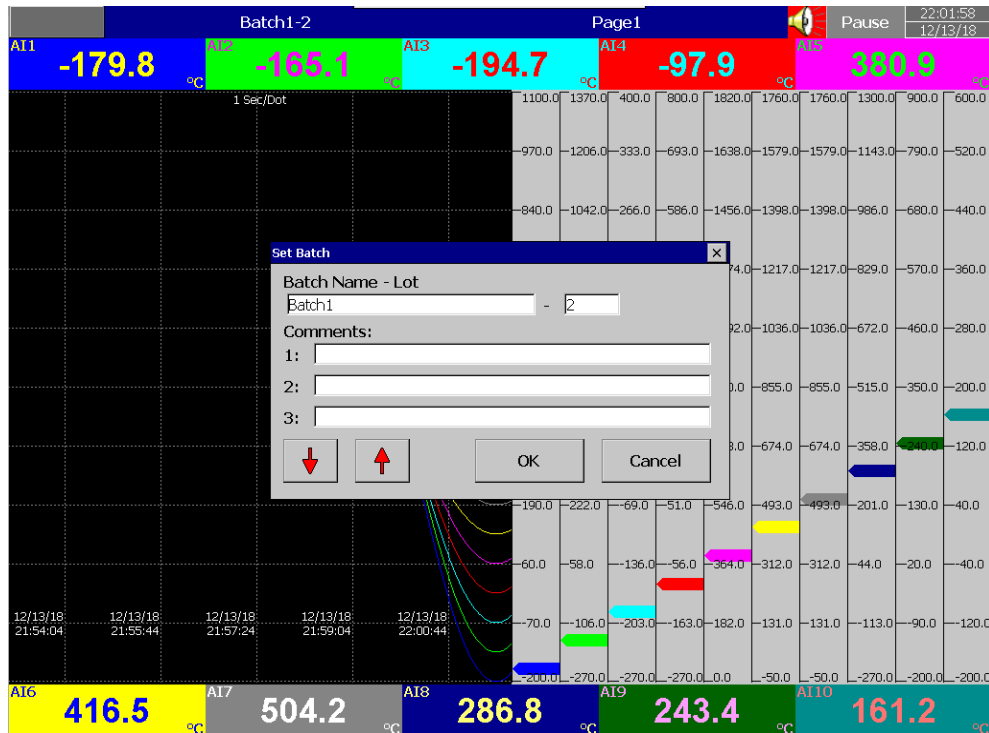 Batch1-2 Page1 Pause 22:01:58
12/13/18
AI1 AI2 AI3 AI4 AI5
-179.8 -165.1 -194.7 -97.9 380.9
°C °C °C °C °C
1 Sec/Dot
1100.0 1370.0 400.0 800.0 1820.0 1760.0 1760.0 1300.0 900.0 600.0
970.0 1206.0 333.0 693.0 1638.0 1579.0 1579.0 1143.0 790.0 520.0
840.0 1042.0 266.0 586.0 1456.0 1398.0 1398.0 986.0 680.0 440.0
Set Batch
Batch Name - Lot
74.0 1217.0 1217.0 829.0 570.0 360.0
Batch1 - 2
Comments:
92.0 1036.0 1036.0 672.0 460.0 280.0
1:
2:
.0 855.0 855.0 515.0 350.0 200.0
3:
8.0 674.0 674.0 358.0 240.0 120.0
OK Cancel
190.0 222.0 -69.0 51.0 546.0 493.0 493.0 201.0 130.0 40.0
60.0 58.0 -136.0 -56.0 364.0 312.0 312.0 44.0 20.0 -40.0
12/13/18 12/13/18 12/13/18 12/13/18 12/13/18
21:54:04 21:55:44 21:57:24 21:59:04 22:00:44
-70.0 -106.0 -203.0 -163.0 182.0 131.0 131.0 -113.0 -90.0 -120.0
-200.0 -270.0 -270.0 -270.0 0.0 -50.0 -50.0 -270.0 -200.0 -200.0
AI6 AI7 AI8 AI9 AI10
416.5 504.2 286.8 243.4 161.2
°C °C °C °C °C